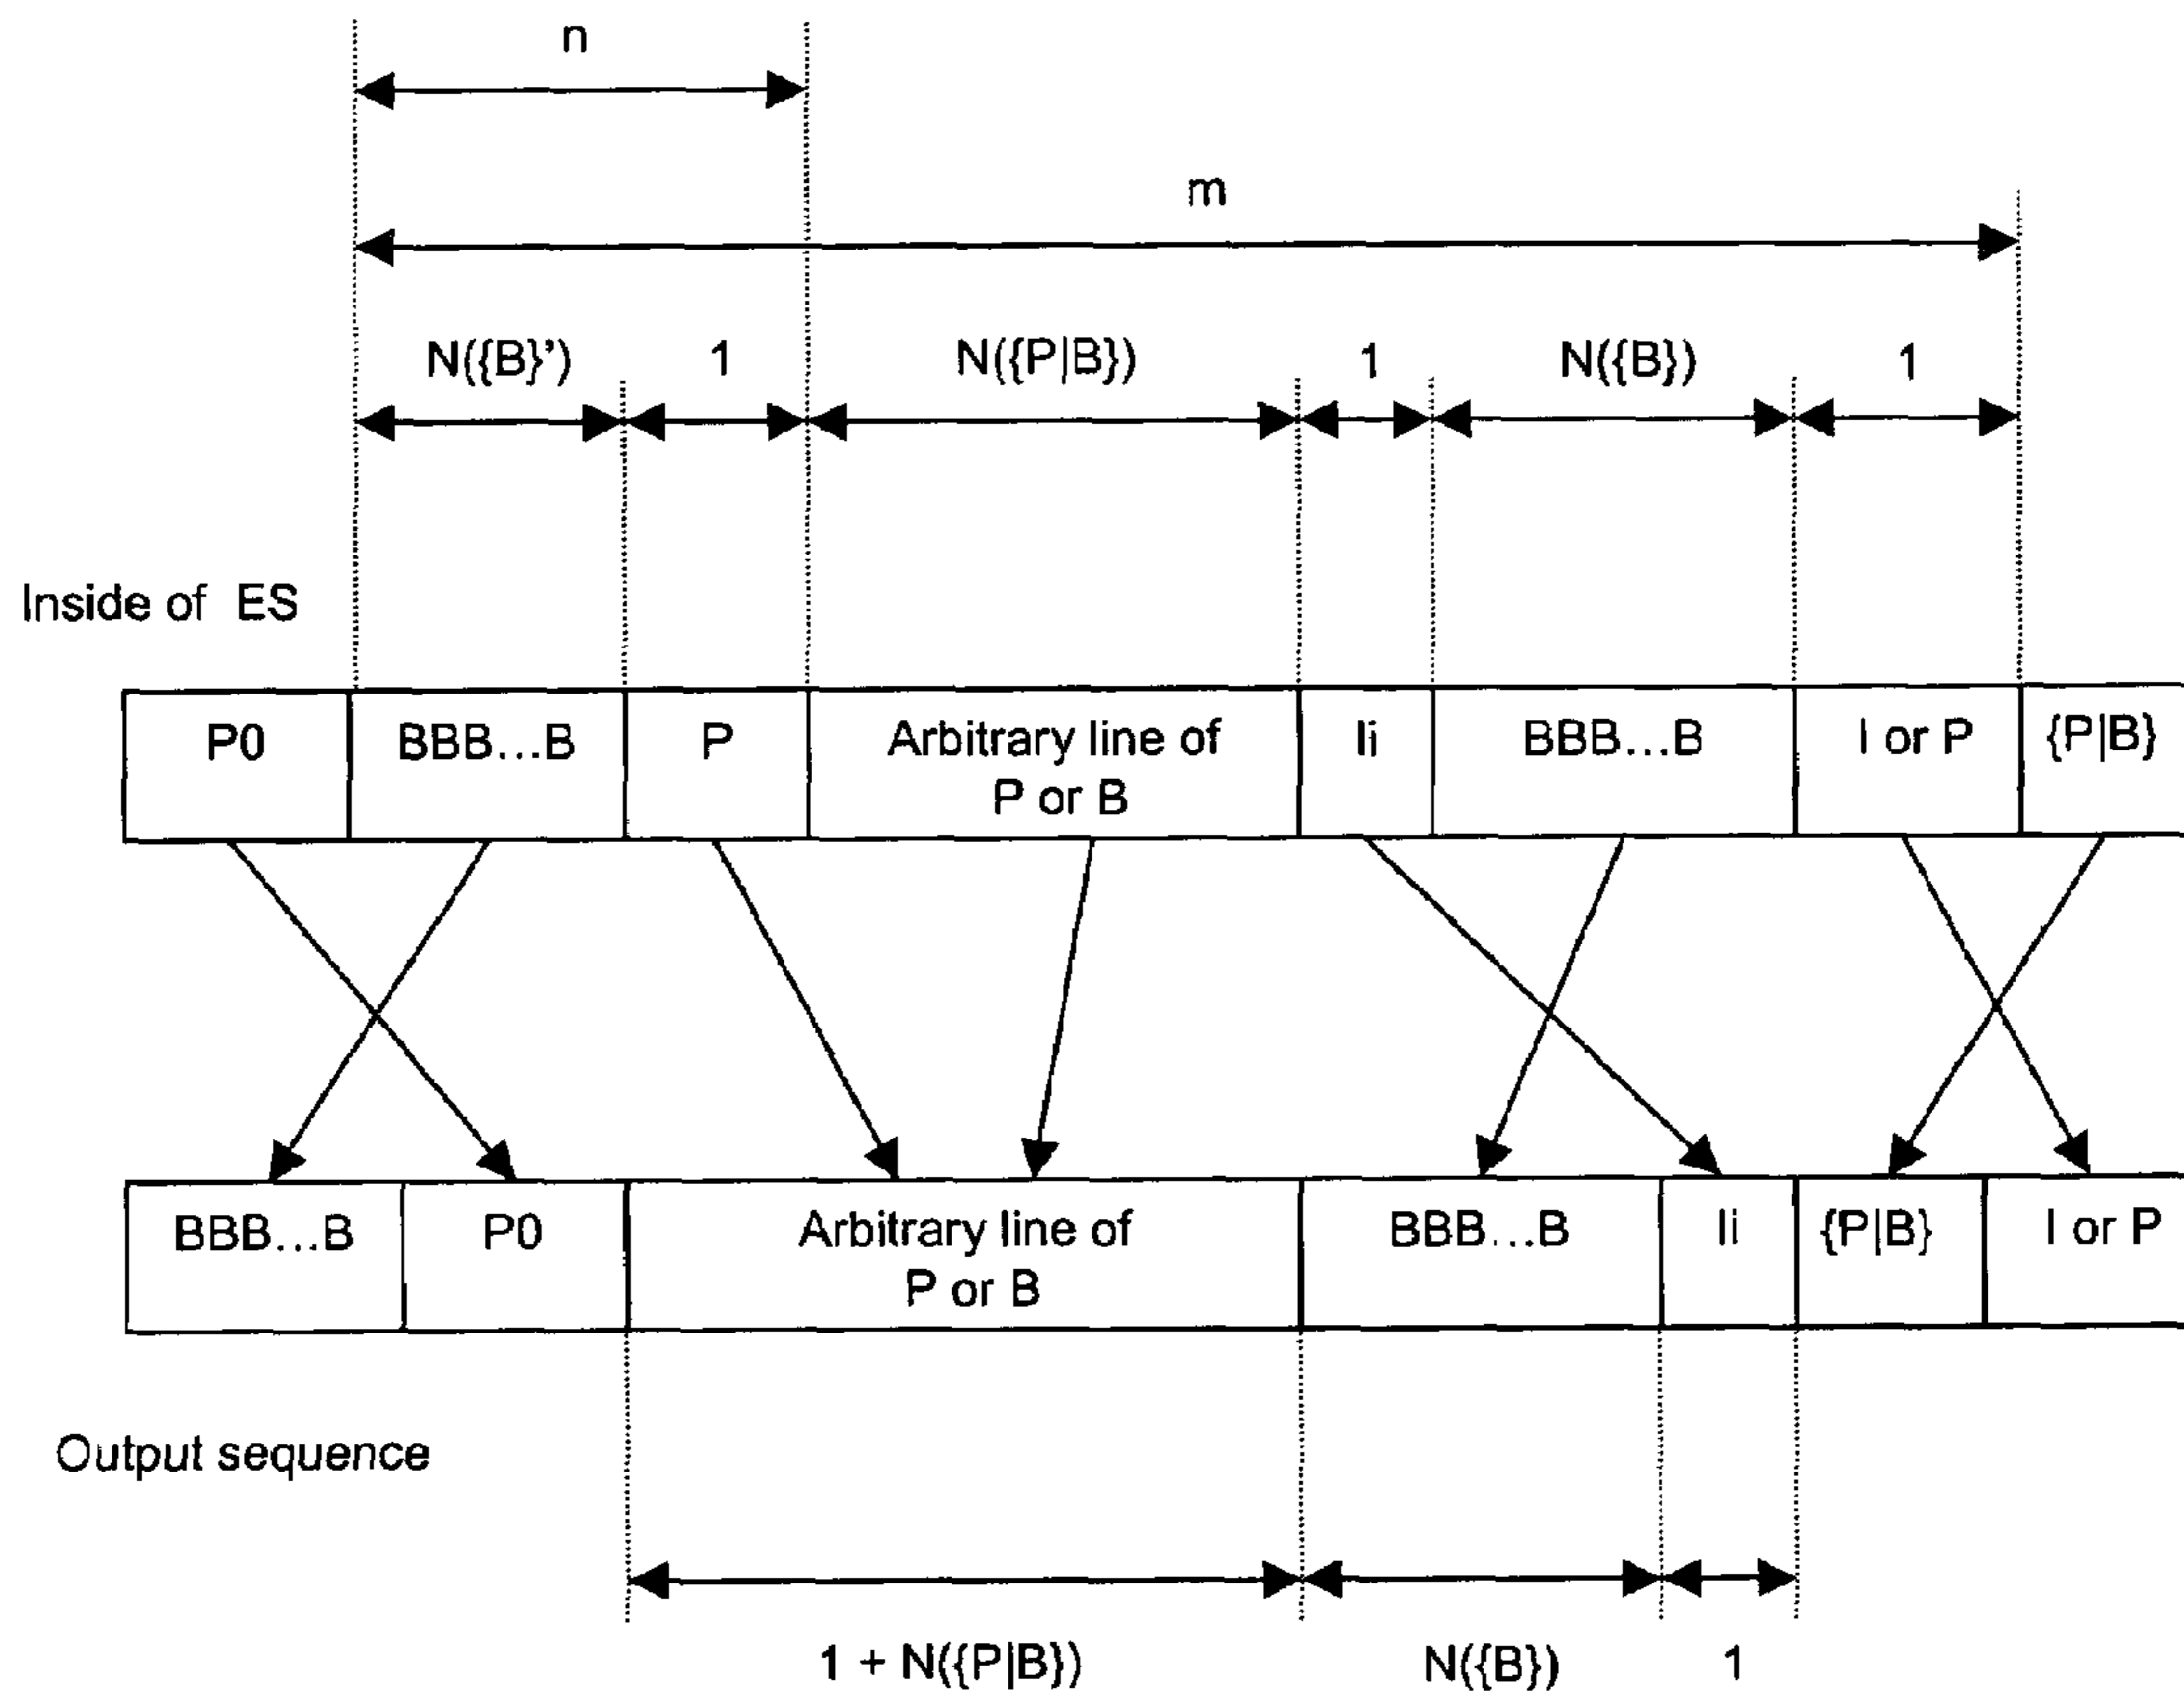 n
m
N({B}’) 1 N({P|B}) 1 N({B}) 1
Inside of ES
P0 BBB...B P Arbitrary line of P or B Ii BBB...B I or P {P|B}
BBB...B P0 Arbitrary line of P or B BBB...B Ii {P|B} I or P
Output sequence
1 + N({P|B}) N({B}) 1